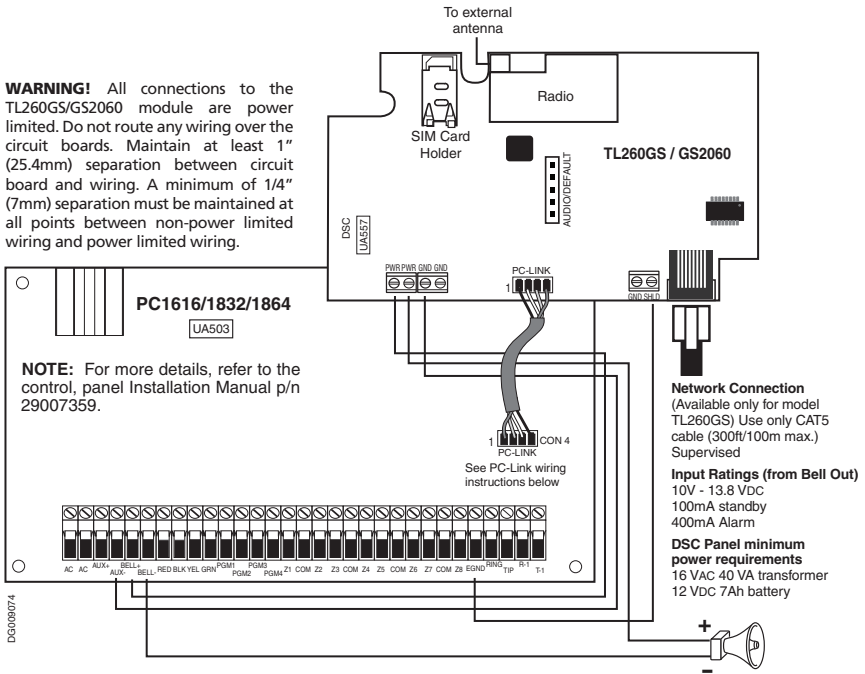 To external
antenna
WARNING! All connections to the
TL260GS/GS2060 module are power
limited. Do not route any wiring over the
circuit boards. Maintain at least 1”
(25.4mm) separation between circuit
board and wiring. A minimum of 1/4”
(7mm) separation must be maintained at
all points between non-power limited
wiring and power limited wiring.
Radio
SIM Card
Holder
TL260GS / GS2060
AUDIO/DEFAULT
DSC
UA557
PWR PWR GND GND
PC-LINK
1
GND SHLD
PC1616/1832/1864
UA503
NOTE: For more details, refer to the
control, panel Installation Manual p/n
29007359.
1 CON 4
PC-LINK
See PC-Link wiring
instructions below
Network Connection
(Available only for model
TL260GS) Use only CAT5
cable (300ft/100m max.)
Supervised
Input Ratings (from Bell Out)
10V - 13.8 VDC
100mA standby
400mA Alarm
DSC Panel minimum
power requirements
16 VAC 40 VA transformer
12 VDC 7Ah battery
AC AC AUX+ AUX- BELL+ BELL- RED BLK YEL GRN PGM1 PGM2 PGM3 PGM4 Z1 COM Z2 Z3 COM Z4 Z5 COM Z6 Z7 COM Z8 EGND RING TIP R-1 T-1
DG009074
+
-